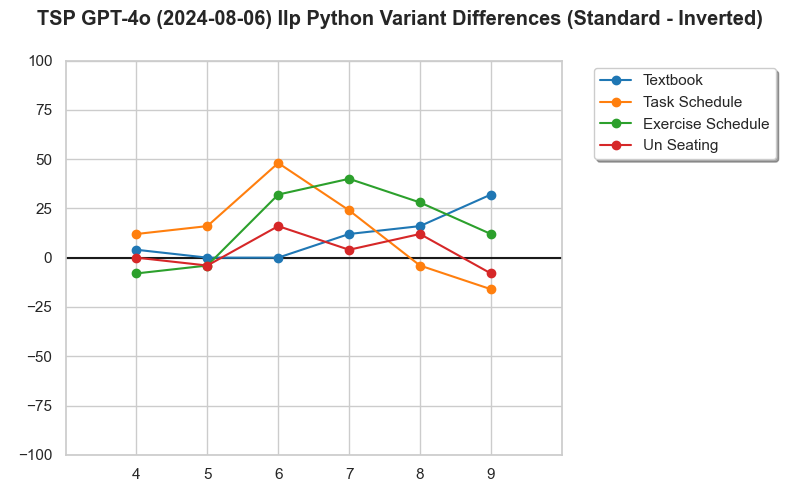 TSP GPT-4o (2024-08-06) Ilp Python Variant Differences (Standard - Inverted)
100
75
50
25
0
−25
−50
−75
−100
4 5 6 7 8 9
Textbook
Task Schedule
Exercise Schedule
Un Seating